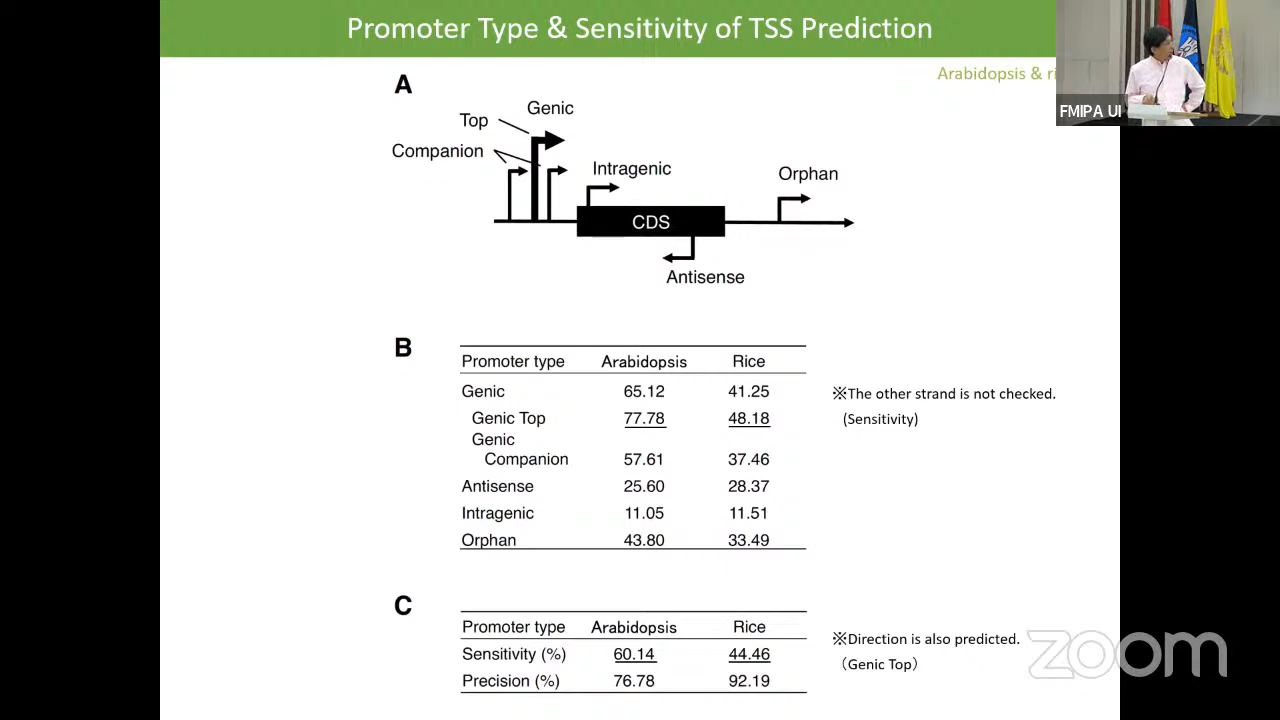 Promoter Type & Sensitivity of TSS Prediction
Arabidopsis &
FMIPA UI
A
Genic
Top
Companion
Intragenic
Orphan
CDS
Antisense
B
Promoter type Arabidopsis Rice
Genic 65.12 41.25
Genic Top 77.78 48.18
Genic
Companion 57.61 37.46
Antisense 25.60 28.37
Intragenic 11.05 11.51
Orphan 43.80 33.49
※The other strand is not checked.
(Sensitivity)
C
Promoter type Arabidopsis Rice
Sensitivity (%) 60.14 44.46
Precision (%) 76.78 92.19
※Direction is also predicted.
（Genic Top）
zoom